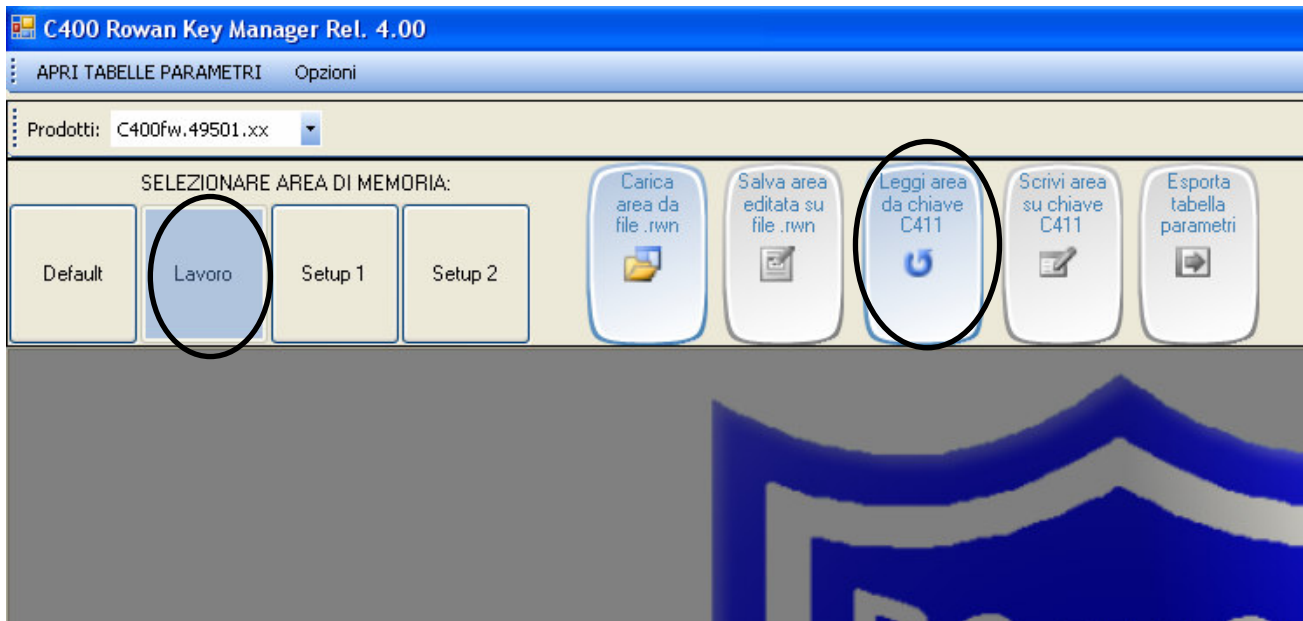 C400 Rowan Key Manager Rel. 4.00
APRI TABELLE PARAMETRI Opzioni
Prodotti: C400fw.49501.xx
SELEZIONARE AREA DI MEMORIA:
Default
Lavoro
Setup 1
Setup 2
Carica
area da
file .rwn
Salva area
editata su
file .rwn
Leggi area
da chiave
C411
Scrivi area
su chiave
C411
Esporta
tabella
parametri